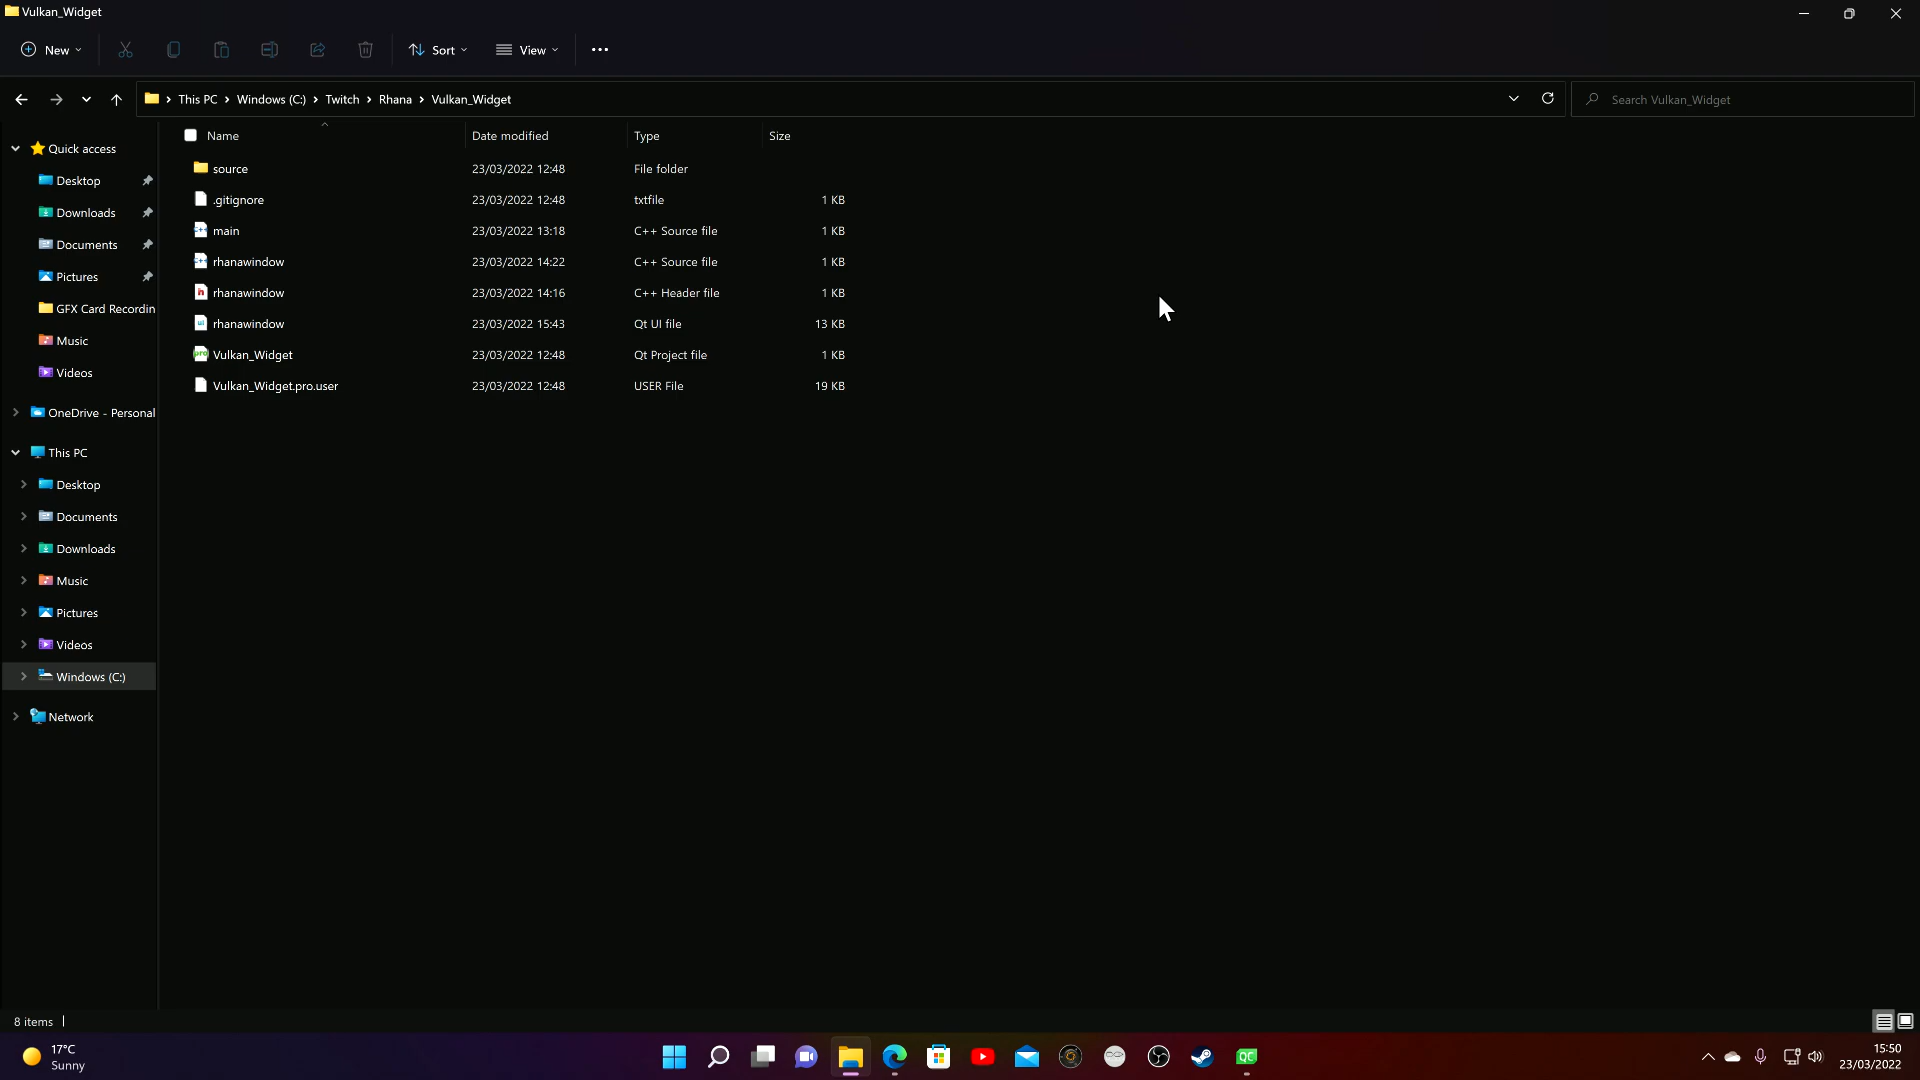 Vulkan_Widget
New Sort View
This PC > Windows (C:) > Twitch > Rhana > Vulkan_Widget Search Vulkan_Widget
Name Date modified Type Size
source 23/03/2022 12:48 File folder
.gitignore 23/03/2022 12:48 txtfile 1 KB
main 23/03/2022 13:18 C++ Source file 1 KB
rhanawindow 23/03/2022 14:22 C++ Source file 1 KB
rhanawindow 23/03/2022 14:16 C++ Header file 1 KB
rhanawindow 23/03/2022 15:43 Qt UI file 13 KB
Vulkan_Widget 23/03/2022 12:48 Qt Project file 1 KB
Vulkan_Widget.pro.user 23/03/2022 12:48 USER File 19 KB
Quick access
Desktop
Downloads
Documents
Pictures
GFX Card Recordin
Music
Videos
OneDrive - Personal
This PC
Desktop
Documents
Downloads
Music
Pictures
Videos
Windows (C:)
Network
8 items
17°C
Sunny
QC
15:50
23/03/2022